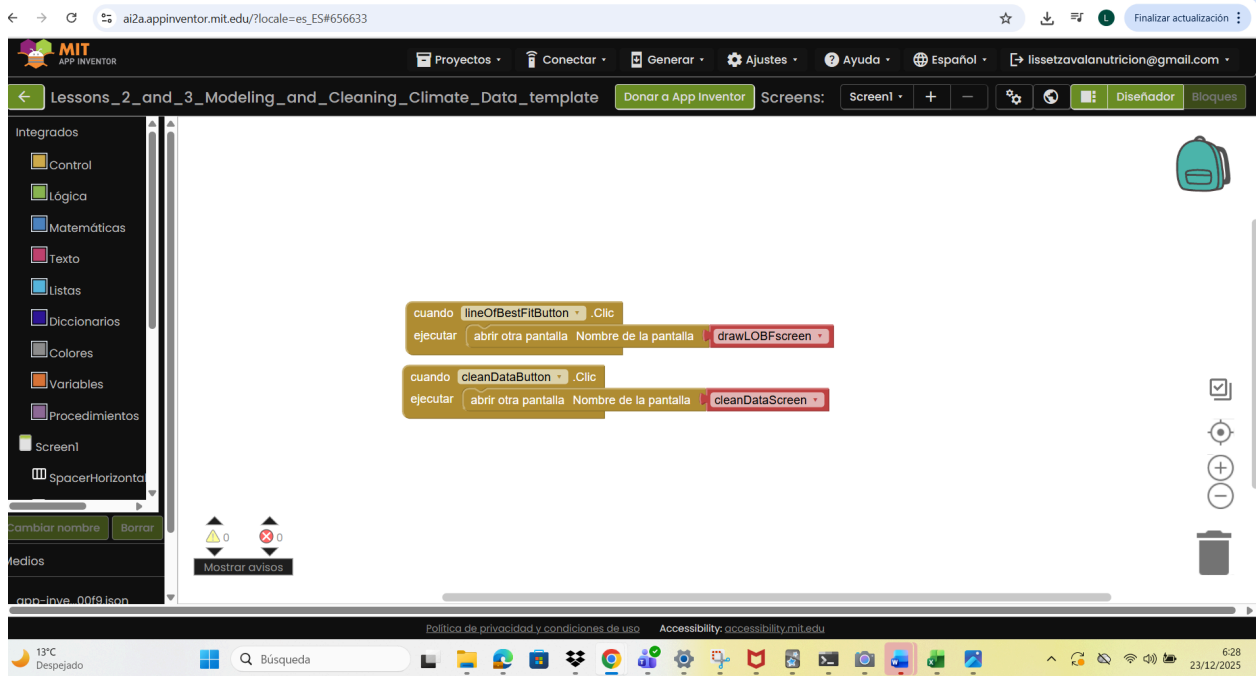 ai2a.appinventor.mit.edu/?locale=es_ES#656633
L
Finalizar actualización
MIT
APP INVENTOR
Proyectos
Conectar
Generar
Ajustes
Ayuda
Español
lissetzavalanutricion@gmail.com
Lessons_2_and_3_Modeling_and_Cleaning_Climate_Data_template
Donar a App Inventor
Screens:
Screen1
Diseñador
Bloques
Integrados
Control
Lógica
Matemáticas
Texto
Listas
Diccionarios
Colores
Variables
Procedimientos
Screen1
SpacerHorizontal
Cambiar nombre
Borrar
Medios
app-inve...00f9.json
cuando lineOfBestFitButton .Clic
ejecutar abrir otra pantalla Nombre de la pantalla drawLOBFscreen
cuando cleanDataButton .Clic
ejecutar abrir otra pantalla Nombre de la pantalla cleanDataScreen
0
0
Mostrar avisos
Política de privacidad y condiciones de uso
Accessibility: accessibility.mit.edu
13°C
Despejado
Búsqueda
6:28
23/12/2025